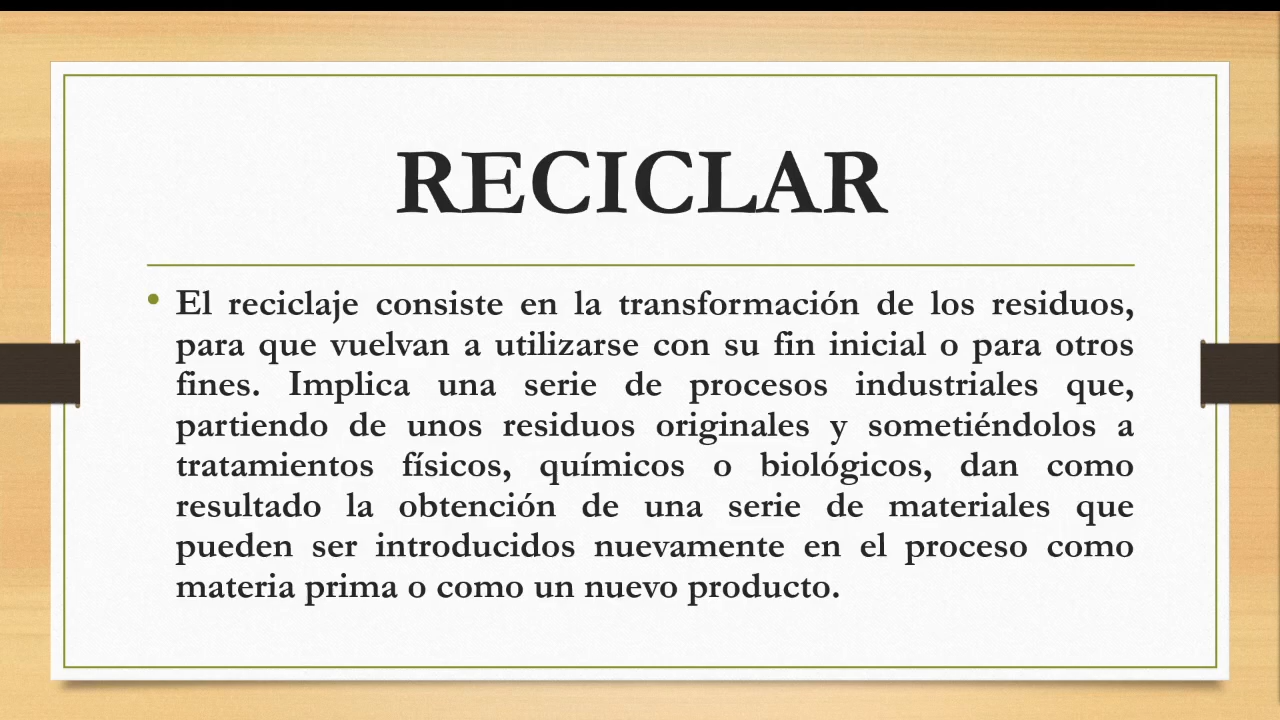 RECICLAR
• El reciclaje consiste en la transformación de los residuos,
para que vuelvan a utilizarse con su fin inicial o para otros
fines. Implica una serie de procesos industriales que,
partiendo de unos residuos originales y sometiéndolos a
tratamientos físicos, químicos o biológicos, dan como
resultado la obtención de una serie de materiales que
pueden ser introducidos nuevamente en el proceso como
materia prima o como un nuevo producto.